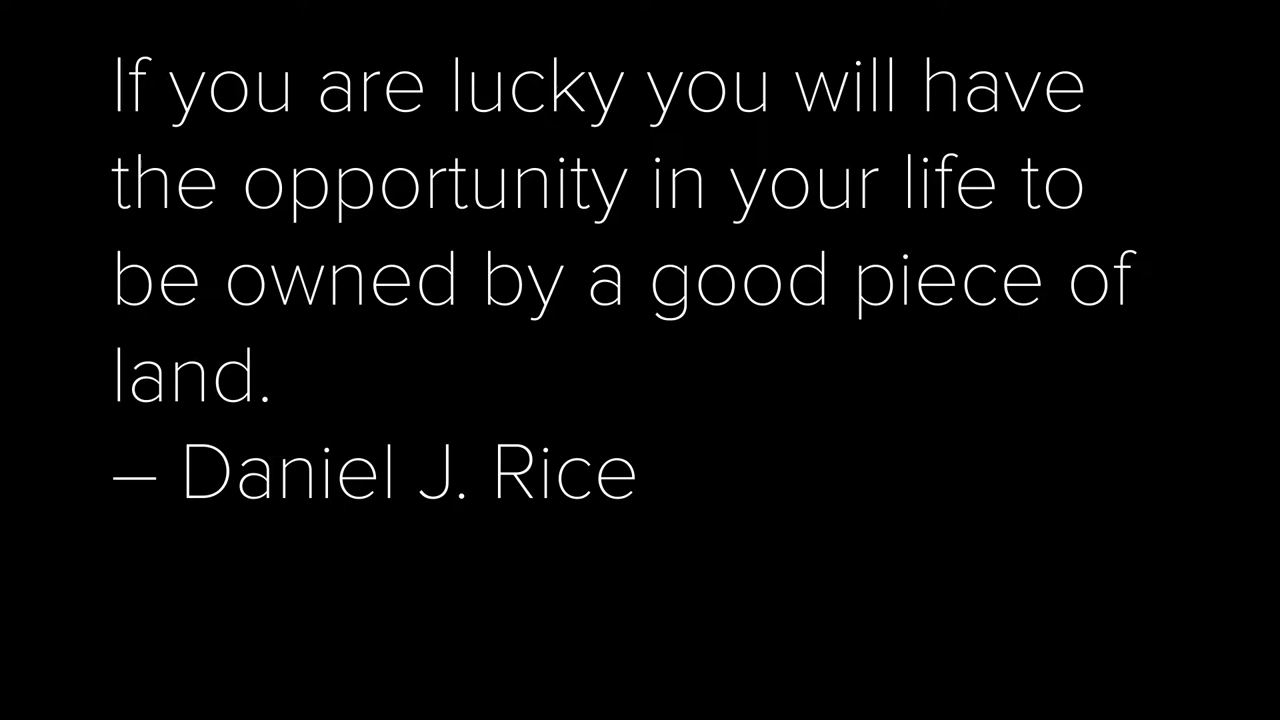 If you are lucky you will have
the opportunity in your life to
be owned by a good piece of
land.
— Daniel J. Rice